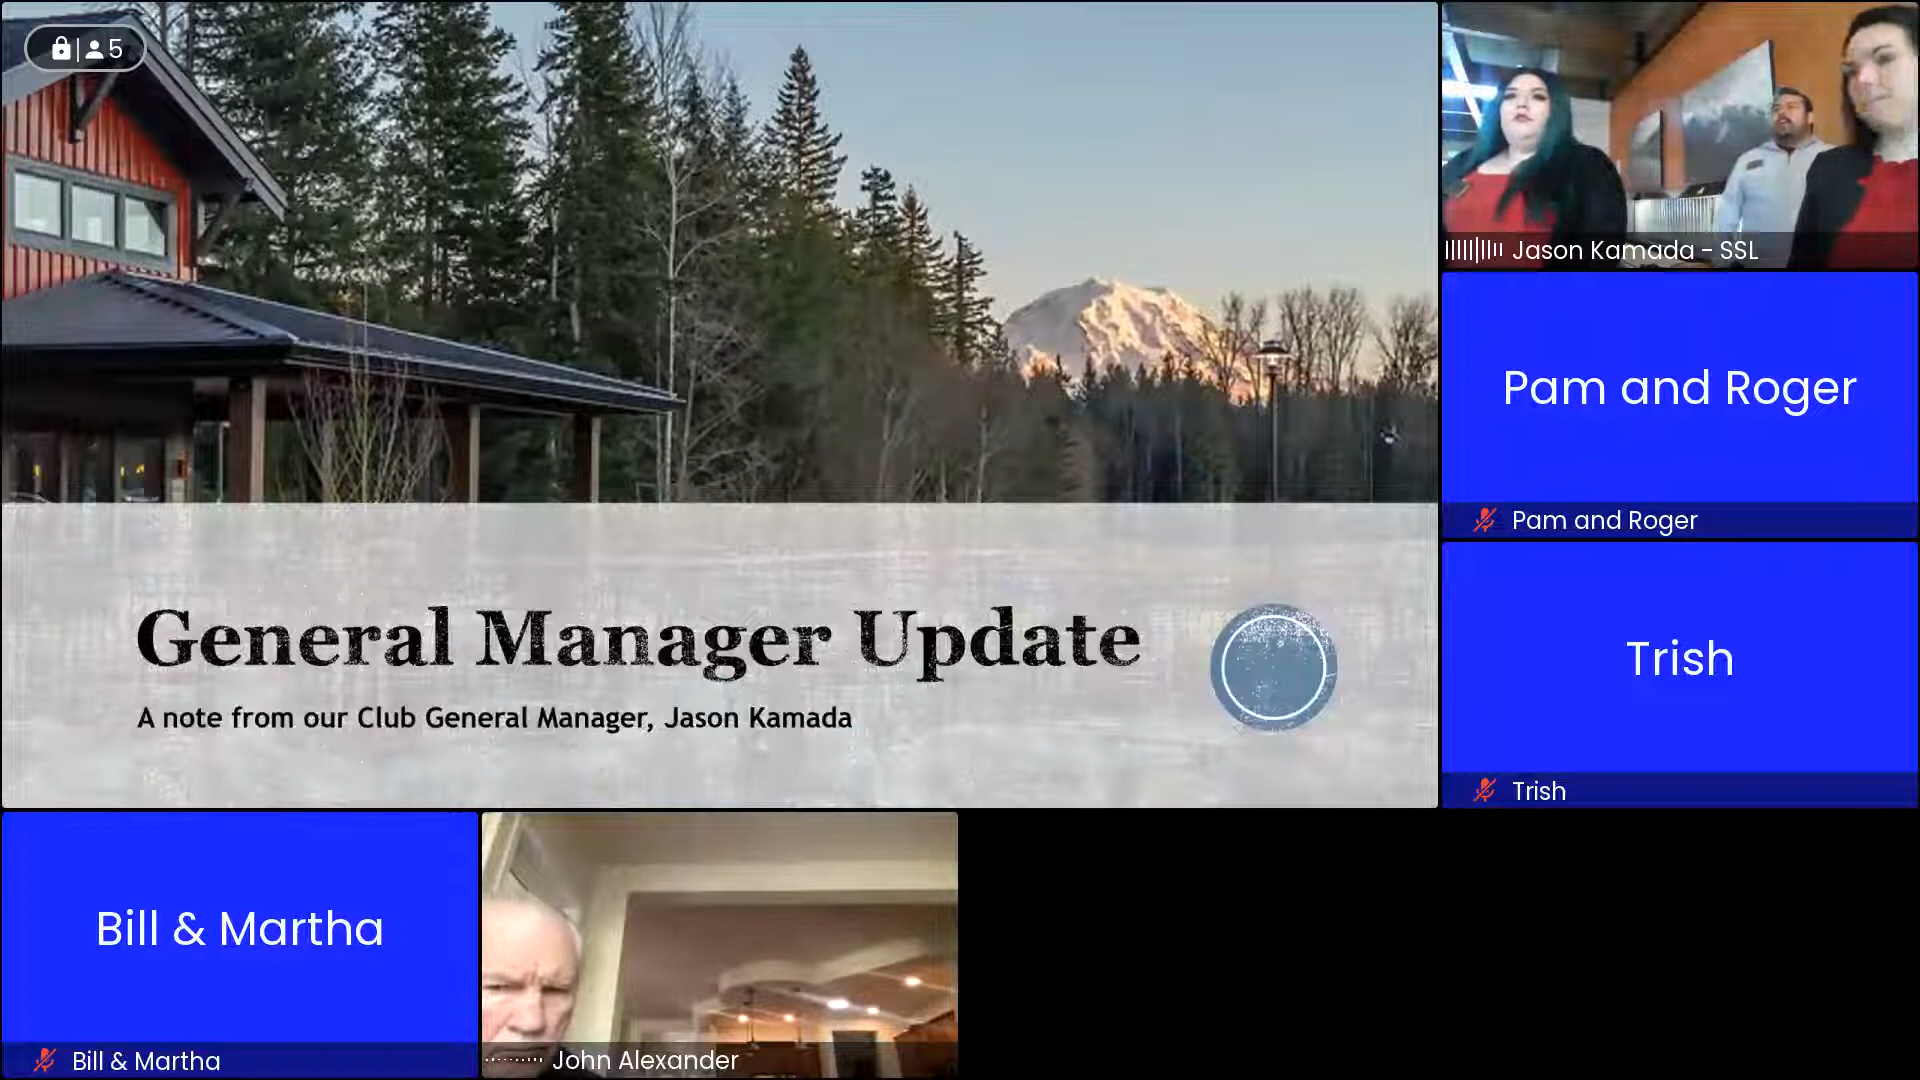 5
Jason Kamada - SSL
Pam and Roger
Pam and Roger
Trish
Trish
General Manager Update
A note from our Club General Manager, Jason Kamada
Bill & Martha
Bill & Martha
John Alexander